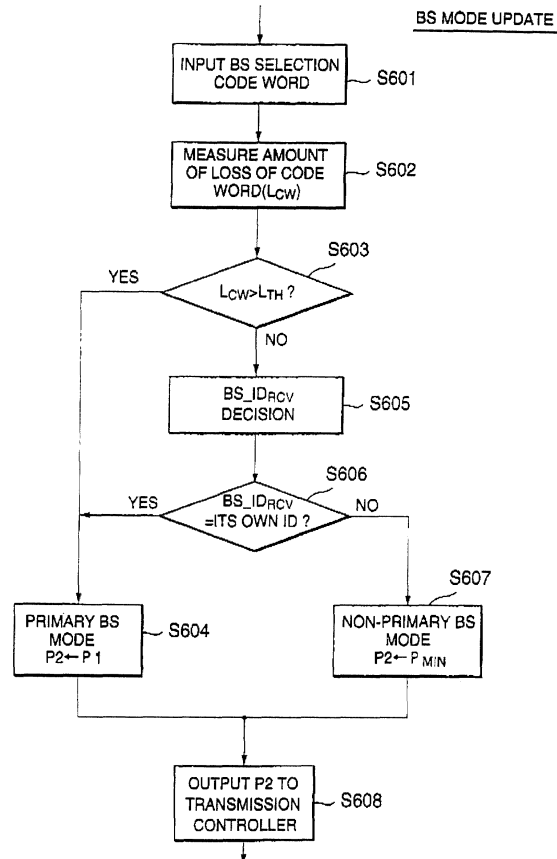 BS MODE UPDATE
INPUT BS SELECTION
CODE WORD
S601
MEASURE AMOUNT
OF LOSS OF CODE
WORD(LCW)
S602
S603
YES
LCW>LTH ?
NO
BS_IDRCV
DECISION
S605
S606
YES
BS_IDRCV
=ITS OWN ID ?
NO
S607
PRIMARY BS
MODE
P2←P1
S604
NON-PRIMARY BS
MODE
P2←PMIN
OUTPUT P2 TO
TRANSMISSION
CONTROLLER
S608